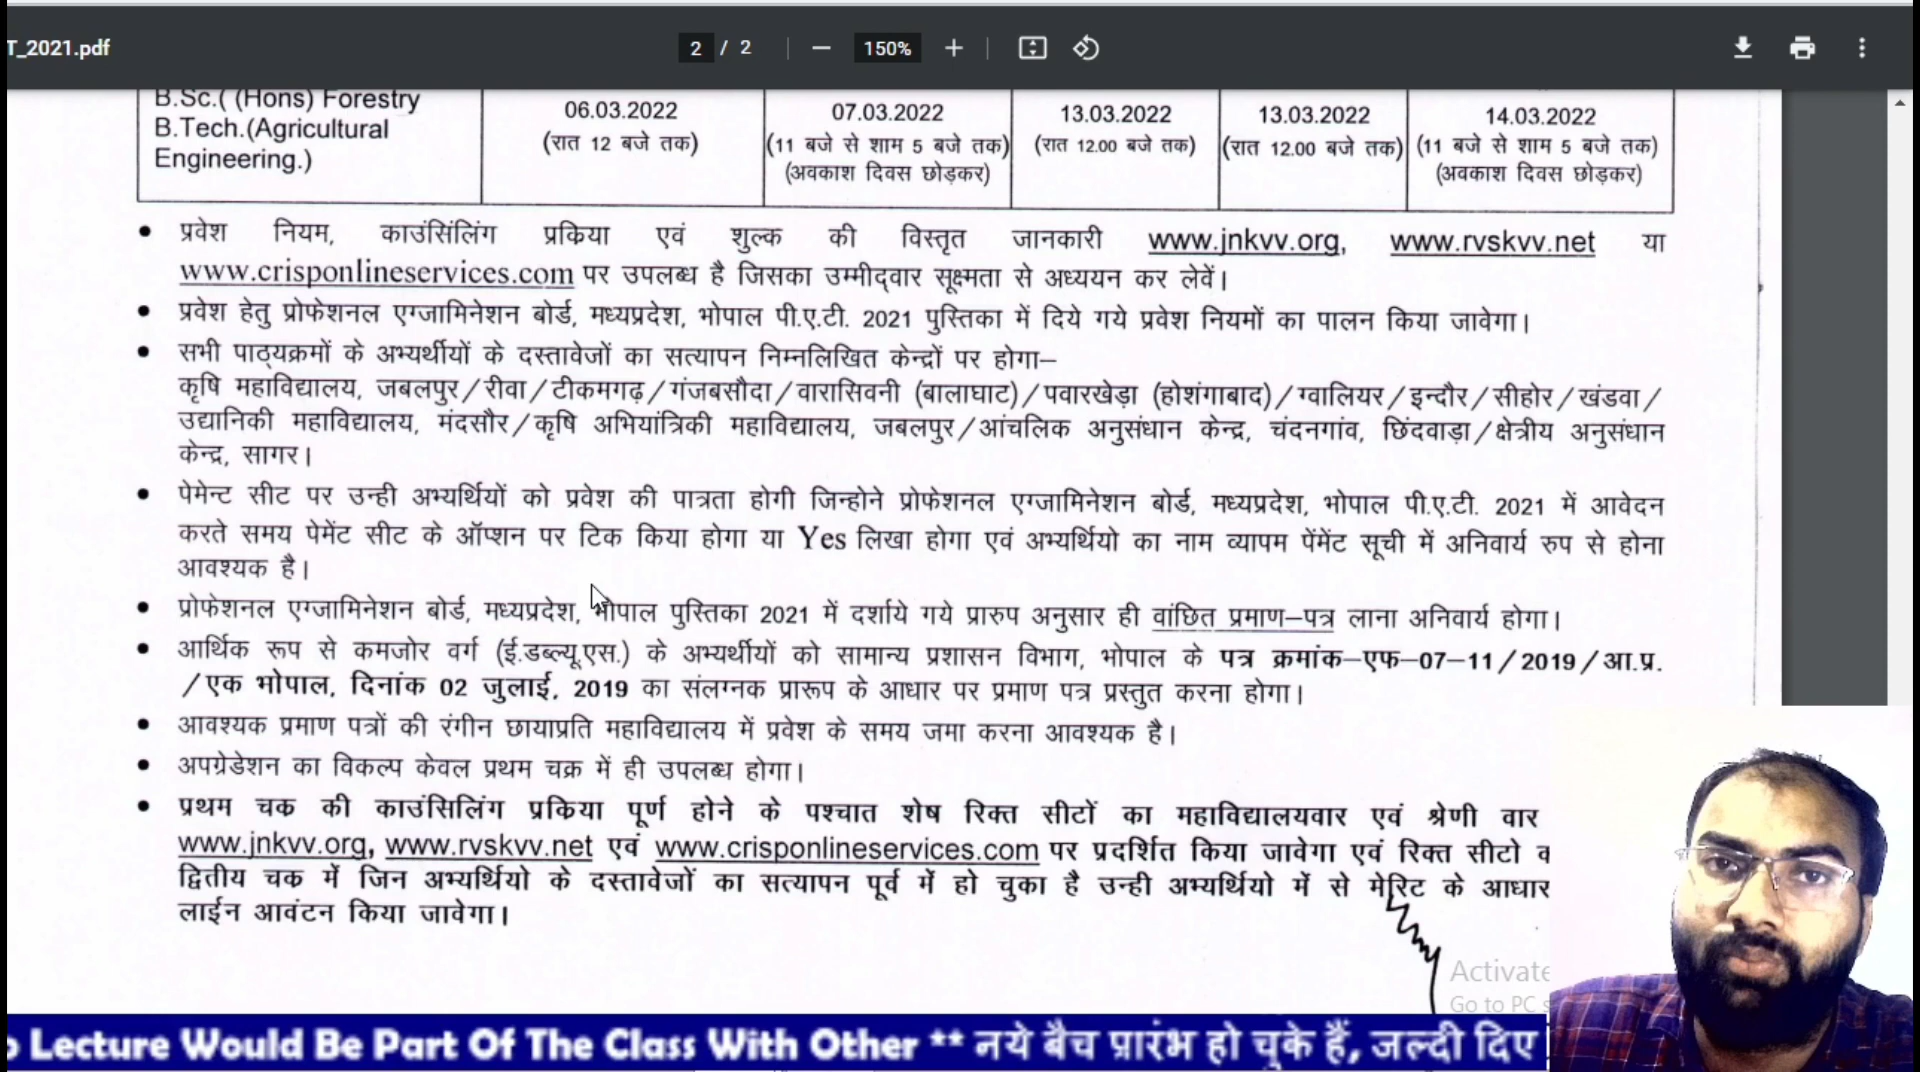 T_2021.pdf
2 / 2
150%
B.Sc.( (Hons) Forestry
B.Tech.(Agricultural
Engineering.)
06.03.2022
(रात 12 बजे तक)
07.03.2022
(11 बजे से शाम 5 बजे तक)
(अवकाश दिवस छोड़कर)
13.03.2022
(रात 12.00 बजे तक)
13.03.2022
(रात 12.00 बजे तक)
14.03.2022
(11 बजे से शाम 5 बजे तक)
(अवकाश दिवस छोड़कर)
• प्रवेश नियम, काउंसिंलिंग प्रकिया एवं शुल्क की विस्तृत जानकारी www.jnkvv.org, www.rvskvv.net या
www.crisponlineservices.com पर उपलब्ध है जिसका उम्मीद्वार सूक्ष्मता से अध्ययन कर लेवें।
• प्रवेश हेतु प्रोफेशनल एग्जामिनेशन बोर्ड, मध्यप्रदेश, भोपाल पी.ए.टी. 2021 पुस्तिका में दिये गये प्रवेश नियमों का पालन किया जावेगा।
• सभी पाठ्यक्रमों के अभ्यर्थीयों के दस्तावेजों का सत्यापन निम्नलिखित केन्द्रों पर होगा–
कृषि महाविद्यालय, जबलपुर/रीवा/टीकमगढ़/गंजबसौदा/वारासिवनी (बालाघाट)/पवारखेड़ा (होशंगाबाद)/ग्वालियर/इन्दौर/सीहोर/खंडवा/
उद्यानिकी महाविद्यालय, मंदसौर/कृषि अभियांत्रिकी महाविद्यालय, जबलपुर/आंचलिक अनुसंधान केन्द्र, चंदनगांव, छिंदवाड़ा/क्षेत्रीय अनुसंधान
केन्द्र, सागर।
• पेमेन्ट सीट पर उन्ही अभ्यर्थियों को प्रवेश की पात्रता होगी जिन्होने प्रोफेशनल एग्जामिनेशन बोर्ड, मध्यप्रदेश, भोपाल पी.ए.टी. 2021 में आवेदन
करते समय पेमेंट सीट के ऑप्शन पर टिक किया होगा या Yes लिखा होगा एवं अभ्यर्थियो का नाम व्यापम पेंमेंट सूची में अनिवार्य रुप से होना
आवश्यक है।
• प्रोफेशनल एग्जामिनेशन बोर्ड, मध्यप्रदेश, भोपाल पुस्तिका 2021 में दर्शाये गये प्रारुप अनुसार ही वांछित प्रमाण–पत्र लाना अनिवार्य होगा।
• आर्थिक रूप से कमजोर वर्ग (ई.डब्ल्यू.एस.) के अभ्यर्थीयों को सामान्य प्रशासन विभाग, भोपाल के पत्र क्रमांक–एफ–07–11/2019/आ.प्र.
/एक भोपाल, दिनांक 02 जुलाई, 2019 का संलग्नक प्रारूप के आधार पर प्रमाण पत्र प्रस्तुत करना होगा।
• आवश्यक प्रमाण पत्रों की रंगीन छायाप्रति महाविद्यालय में प्रवेश के समय जमा करना आवश्यक है।
• अपग्रेडेशन का विकल्प केवल प्रथम चक्र में ही उपलब्ध होगा।
• प्रथम चक की काउंसिलिंग प्रकिया पूर्ण होने के पश्चात शेष रिक्त सीटों का महाविद्यालयवार एवं श्रेणी वार
www.jnkvv.org, www.rvskvv.net एवं www.crisponlineservices.com पर प्रदर्शित किया जावेगा एवं रिक्त सीटो
द्वितीय चक में जिन अभ्यर्थियो के दस्तावेजों का सत्यापन पूर्व में हो चुका है उन्ही अभ्यर्थियो में से मेरिट के आधार
लाईन आवंटन किया जावेगा।
Activate
Go to PC
Lecture Would Be Part Of The Class With Other ** नये बैच प्रारंभ हो चुके हैं, जल्दी दिए